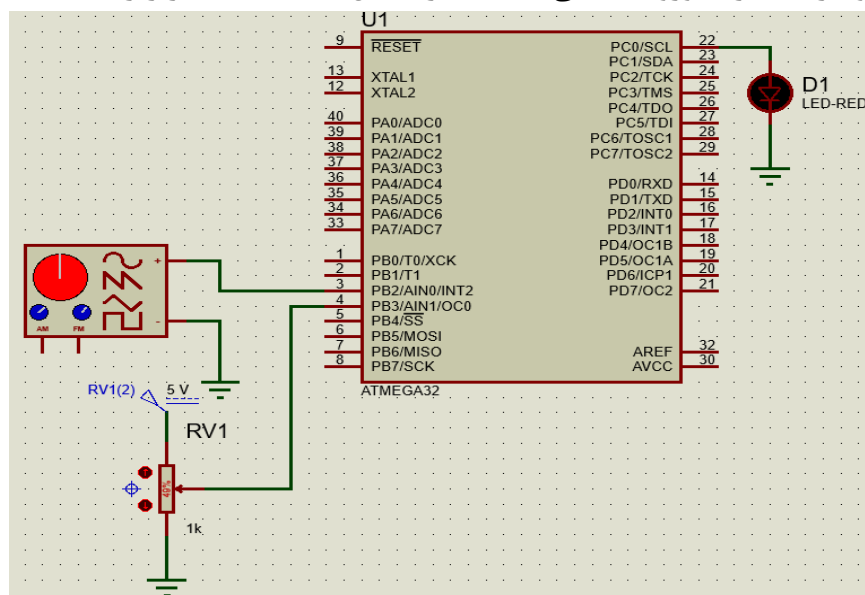 U1
9 RESET PC0/SCL 22
PC1/SDA 23
13 XTAL1 PC2/TCK 24
12 XTAL2 PC3/TMS 25
PC4/TDO 26
40 PA0/ADC0 PC5/TDI 27
39 PA1/ADC1 PC6/TOSC1 28
38 PA2/ADC2 PC7/TOSC2 29
37 PA3/ADC3
36 PA4/ADC4 PD0/RXD 14
35 PA5/ADC5 PD1/TXD 15
34 PA6/ADC6 PD2/INT0 16
33 PA7/ADC7 PD3/INT1 17
PD4/OC1B 18
1 PB0/T0/XCK PD5/OC1A 19
2 PB1/T1 PD6/ICP1 20
3 PB2/AIN0/INT2 PD7/OC2 21
4 PB3/AIN1/OC0
5 PB4/SS
6 PB5/MOSI
7 PB6/MISO AREF 32
8 PB7/SCK AVCC 30
ATMEGA32
D1
LED-RED
+
-
AM FM
RV1(2) 5 V
RV1
1k